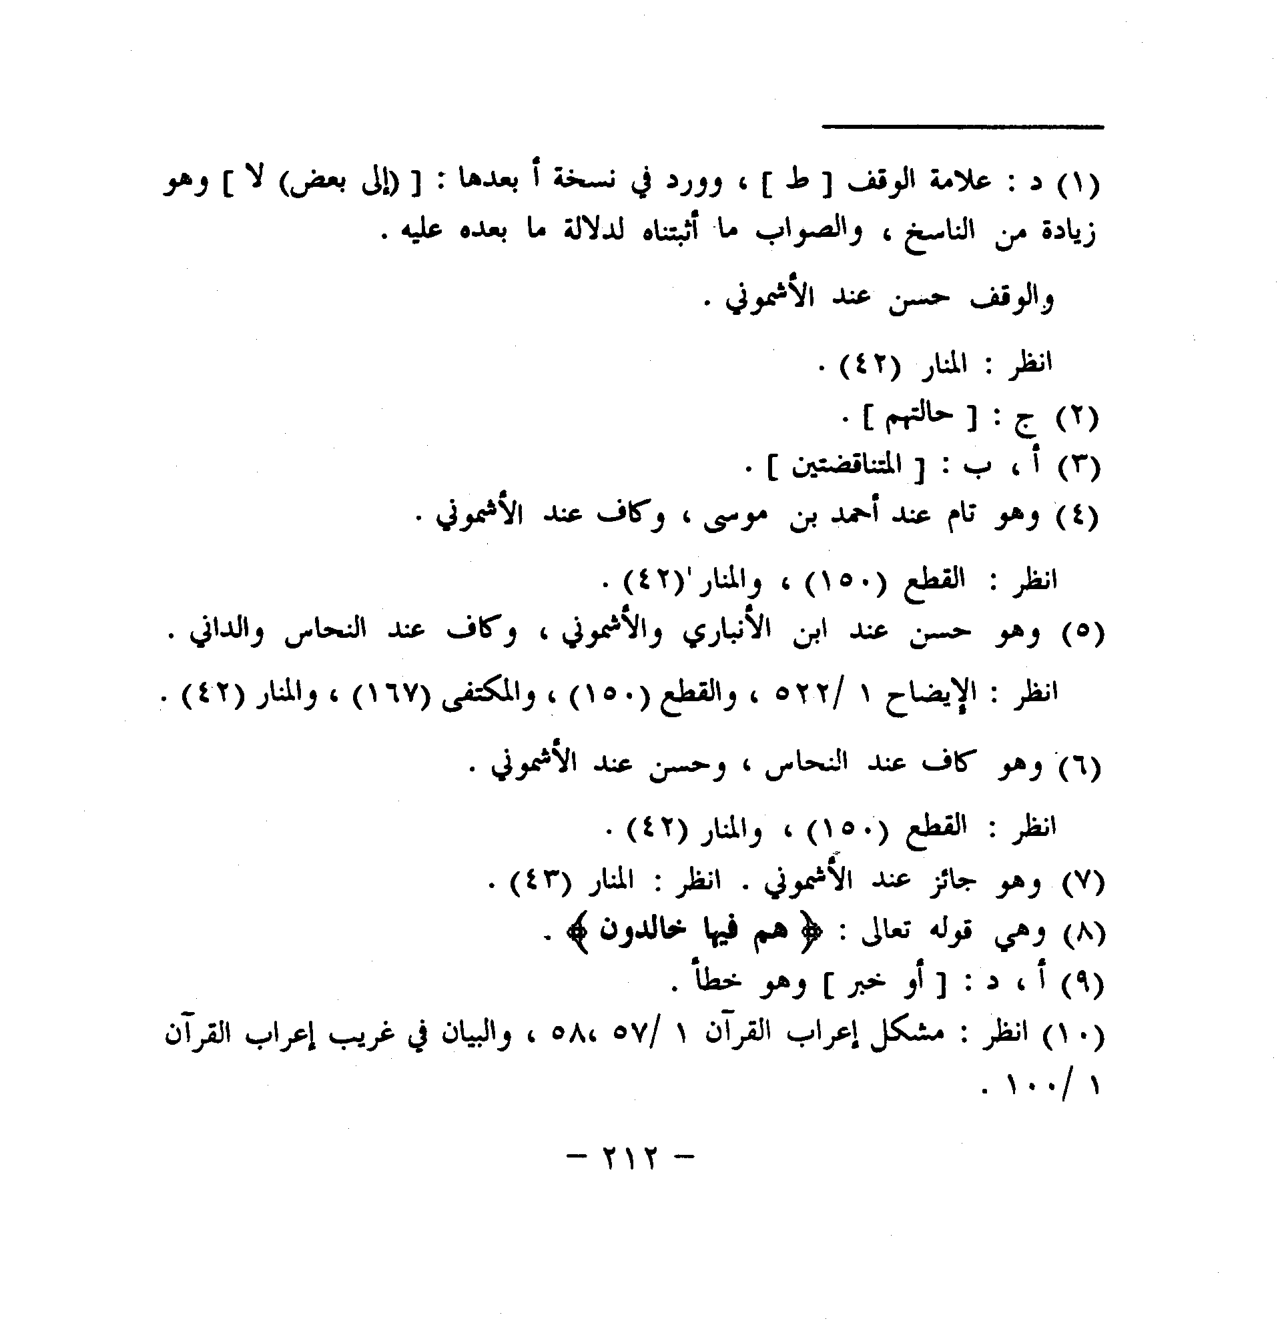 (١) د : علامة الوقف [ ط ] ، وورد في نسخة أ بعدها : [ (إلى بعض) لا ] وهو
زيادة من الناسخ ، والصواب ما أثبتناه لدلالة ما بعده عليه .
والوقف حسن عند الأشموني .
انظر : المنار (٤٢) .
(٢) ج : [ حالتهم ] .
(٣) أ ، ب : [ المتناقضتين ] .
(٤) وهو تام عند أحمد بن موسى ، وكاف عند الأشموني .
انظر : القطع (١٥٠) ، والمنار (٤٢) .
(٥) وهو حسن عند ابن الأنباري والأشموني ، وكاف عند النحاس والداني .
انظر : الإيضاح ١ /٥٢٢ ، والقطع (١٥٠) ، والمكتفى (١٦٧) ، والمنار (٤٢) .
(٦) وهو كاف عند النحاس ، وحسن عند الأشموني .
انظر : القطع (١٥٠) ، والمنار (٤٢) .
(٧) وهو جائز عند الأشموني . انظر : المنار (٤٣) .
(٨) وهي قوله تعالى : ﴿ هم فيها خالدون ﴾ .
(٩) أ ، د : [ أو خبر ] وهو خطأ .
(١٠) انظر : مشكل إعراب القرآن ١ /٥٧ ،٥٨ ، والبيان في غريب إعراب القرآن
١ /١٠٠ .
– ٢١٢ –